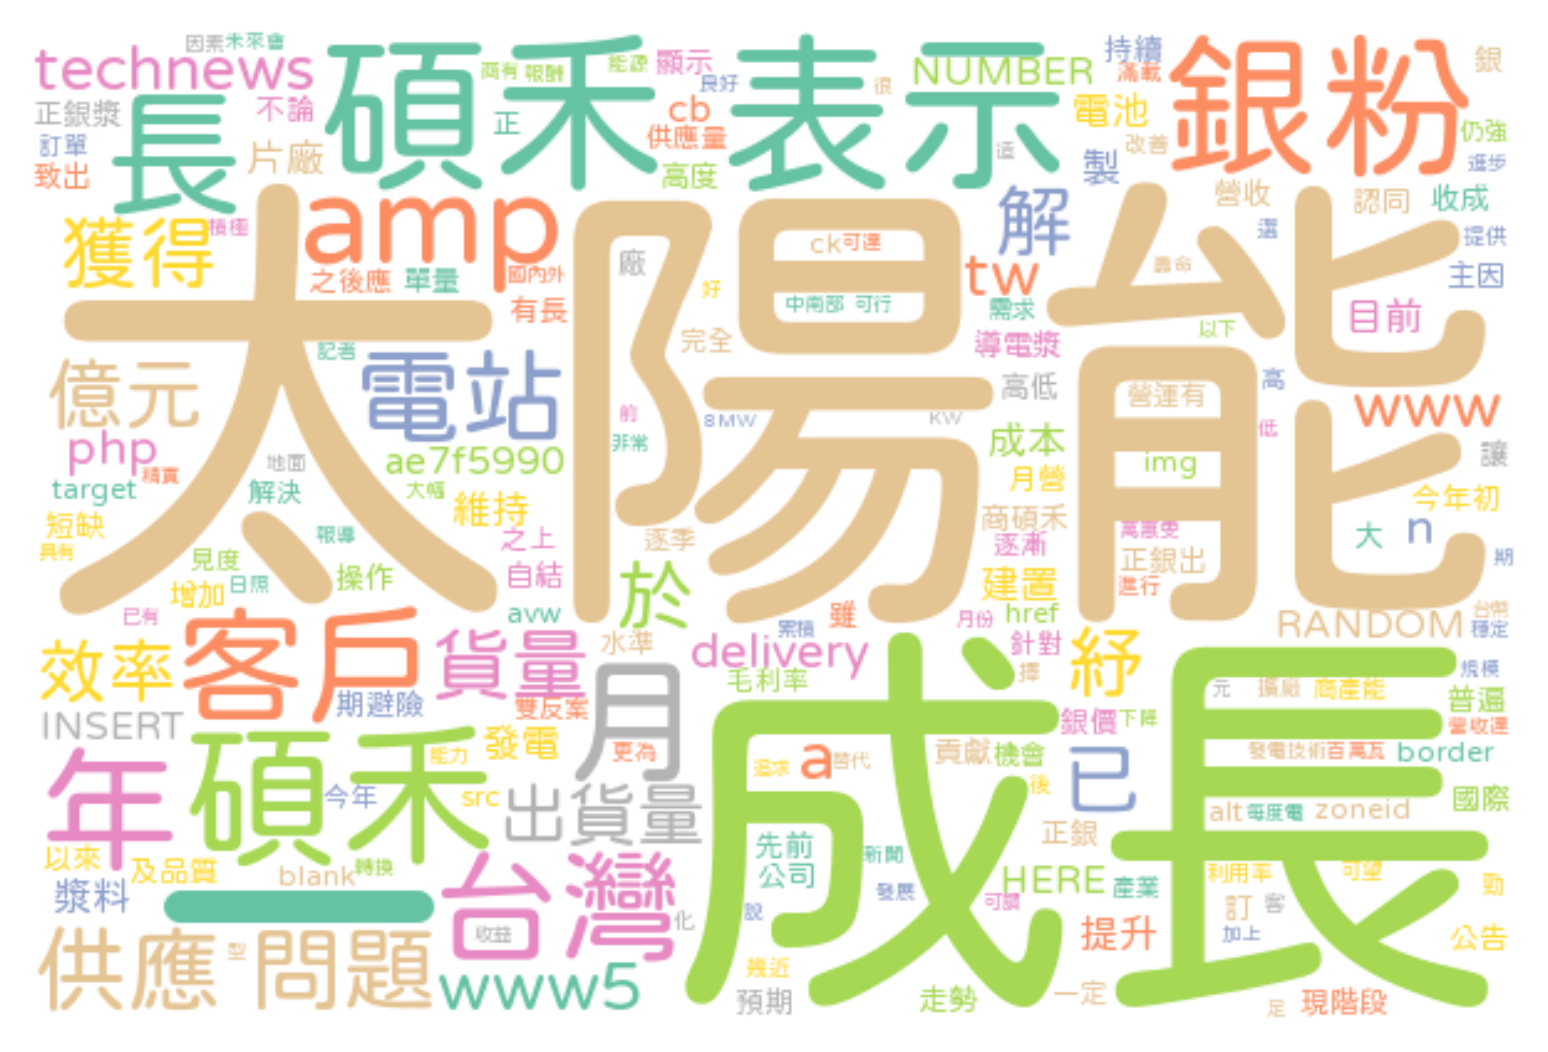 因素 未來會
technews
碩禾表示
商有 報酬
能源 顯示
良好
很
NUMBER
持續
滿載
銀粉
銀
正銀漿
長
不論
正
cb
供應量
電池
改善
仍強
訂單
片廠
造
製
進步
致出
高度
獲得
積極
amp
解
營收
認同 收成
選
提供
廠
ck 可達
壽命
之後應 單量
國內外
好
tw
主因
太陽能
有長
中南部 可行
需求
以下
目前
記者
完全
導電漿
億元
電站
高低
營運有
高
www
前
8MW
KW
低
php
精實
地面
ae7f5990
非常
成本
img
讓
target
解決
大幅
維持
月營
今年初
短缺
報導
之上
逐季
商碩禾
逐漸
萬惠雯
大
n
具有
見度
正銀出
期
增加 日照
操作
自結
於
建置
進行
已有
avw
雖
月份
href
RANDOM
台幣
穩定
客戶
貨量
水準
累積
針對
效率
delivery
擇
紓
規模
期避險
毛利率
元
擴廠 商產能
普遍
INSERT
雙反案
月
成長
銀價 下降
營收達
碩禾
能力
發電
更為
a
替代
貢獻 機會
已
發電技術 百萬瓦 border
年
追求
今年
src
出貨量
後
國際
alt 每度電 zoneid
正銀
先前
以來
及品質
轉換
新聞
公司
blank
HERE 產業
利用率
可望
勤
漿料
一
台灣
發展
說
可謂
訂 客
收益
化
提升
加上
公告
供應
型
問題
www5
幾近
預期
走勢
一定
足
現階段